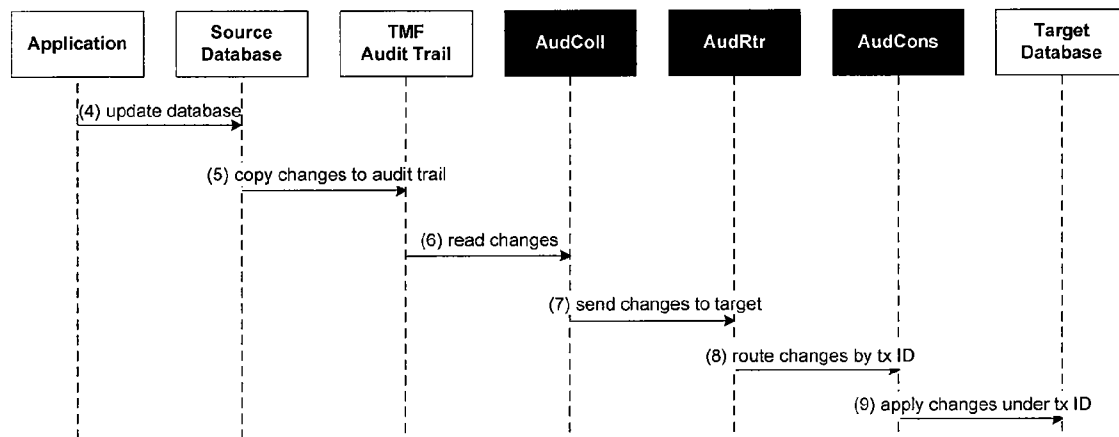 Application
Source
Database
TMF
Audit Trail
AudColl
AudRtr
AudCons
Target
Database
(4) update database
(5) copy changes to audit trail
(6) read changes
(7) send changes to target
(8) route changes by tx ID
(9) apply changes under tx ID